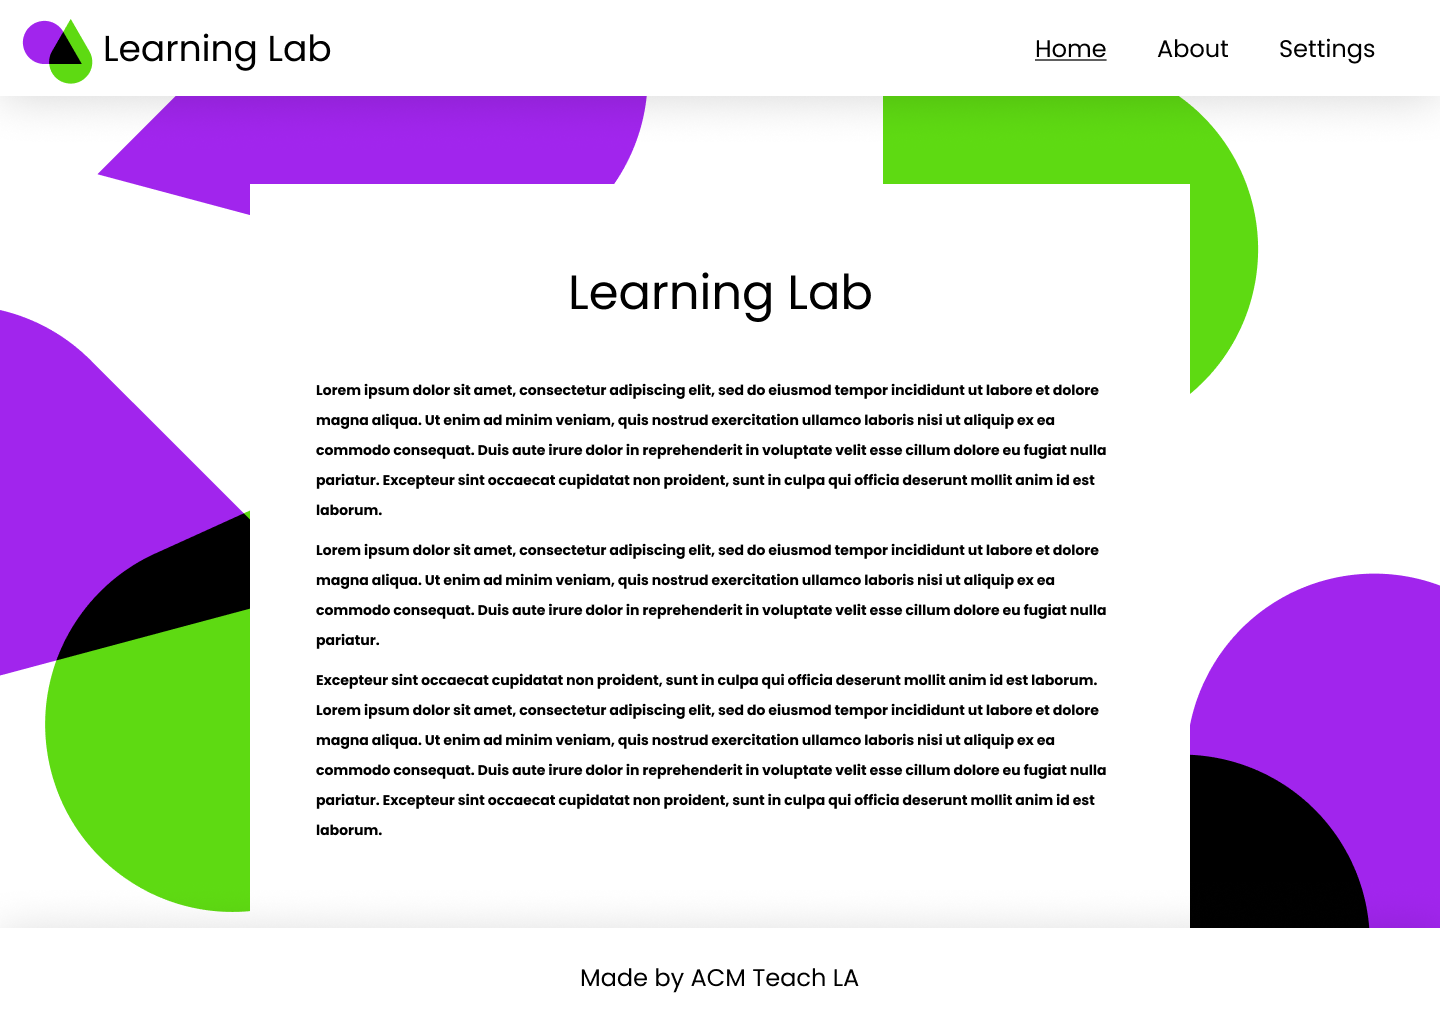 Learning Lab
Home About Settings
Learning Lab
Lorem ipsum dolor sit amet, consectetur adipiscing elit, sed do eiusmod tempor incididunt ut labore et dolore
magna aliqua. Ut enim ad minim veniam, quis nostrud exercitation ullamco laboris nisi ut aliquip ex ea
commodo consequat. Duis aute irure dolor in reprehenderit in voluptate velit esse cillum dolore eu fugiat nulla
pariatur. Excepteur sint occaecat cupidatat non proident, sunt in culpa qui officia deserunt mollit anim id est
laborum.
Lorem ipsum dolor sit amet, consectetur adipiscing elit, sed do eiusmod tempor incididunt ut labore et dolore
magna aliqua. Ut enim ad minim veniam, quis nostrud exercitation ullamco laboris nisi ut aliquip ex ea
commodo consequat. Duis aute irure dolor in reprehenderit in voluptate velit esse cillum dolore eu fugiat nulla
pariatur.
Excepteur sint occaecat cupidatat non proident, sunt in culpa qui officia deserunt mollit anim id est laborum.
Lorem ipsum dolor sit amet, consectetur adipiscing elit, sed do eiusmod tempor incididunt ut labore et dolore
magna aliqua. Ut enim ad minim veniam, quis nostrud exercitation ullamco laboris nisi ut aliquip ex ea
commodo consequat. Duis aute irure dolor in reprehenderit in voluptate velit esse cillum dolore eu fugiat nulla
pariatur. Excepteur sint occaecat cupidatat non proident, sunt in culpa qui officia deserunt mollit anim id est
laborum.
Made by ACM Teach LA